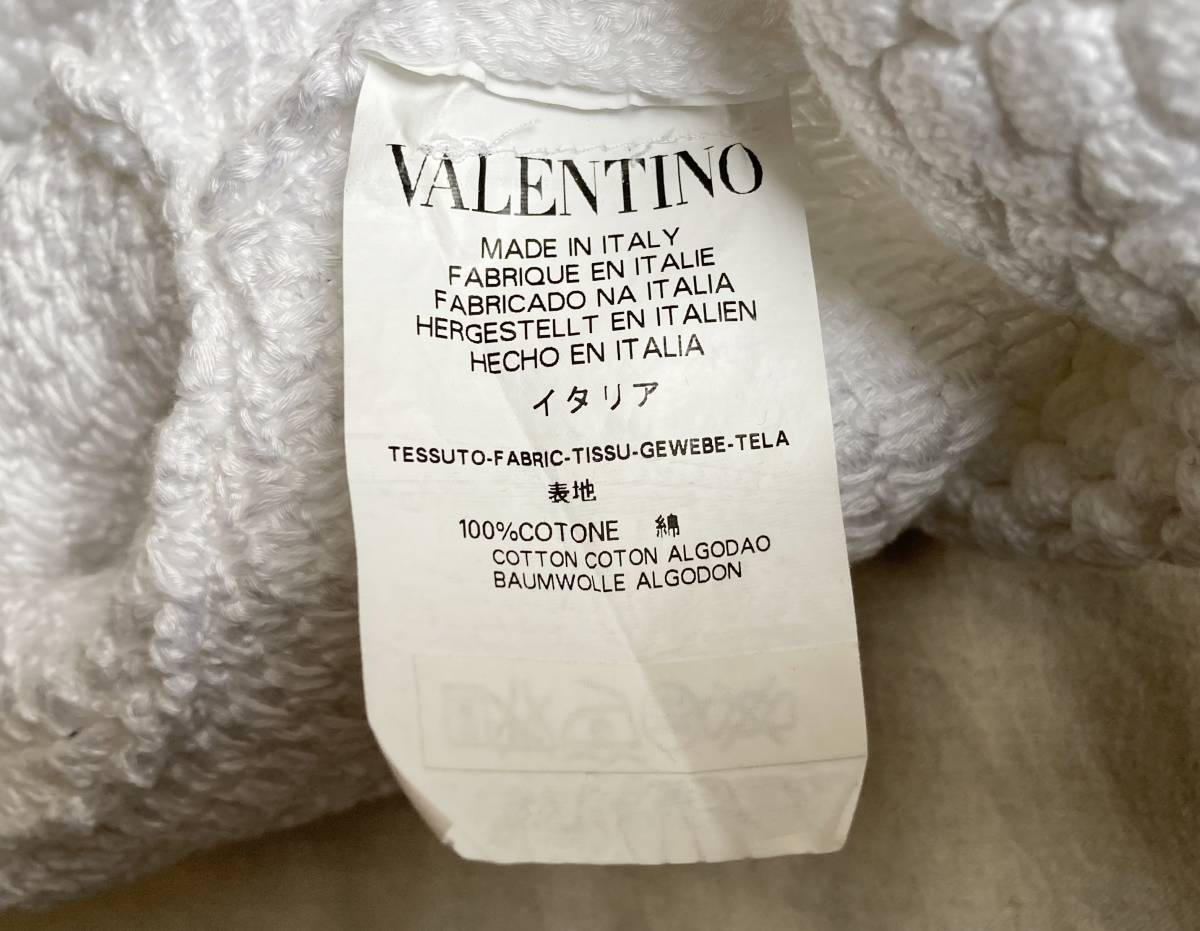 VALENTINO
MADE IN ITALY
FABRIQUE EN ITALIE
FABRICADO NA ITALIA
HERGESTELLT EN ITALIEN
HECHO EN ITALIA
イタリア
TESSUTO-FABRIC-TISSU-GEWEBE-TELA
表地
100%COTONE 綿
COTTON COTON ALGODAO
BAUMWOLLE ALGODON